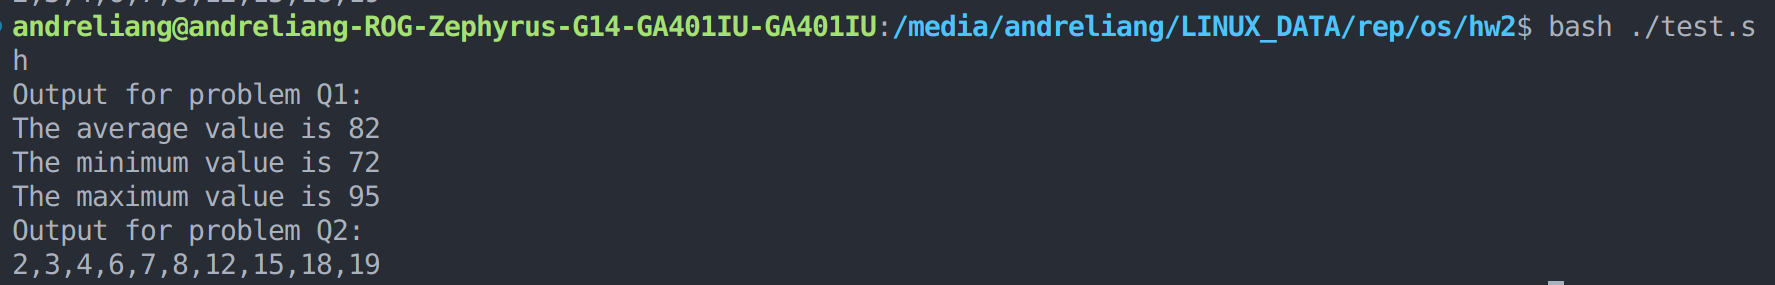 andreliang@andreliang-ROG-Zephyrus-G14-GA401IU-GA401IU:/media/andreliang/LINUX_DATA/rep/os/hw2$ bash ./test.s
h
Output for problem Q1:
The average value is 82
The minimum value is 72
The maximum value is 95
Output for problem Q2:
2,3,4,6,7,8,12,15,18,19